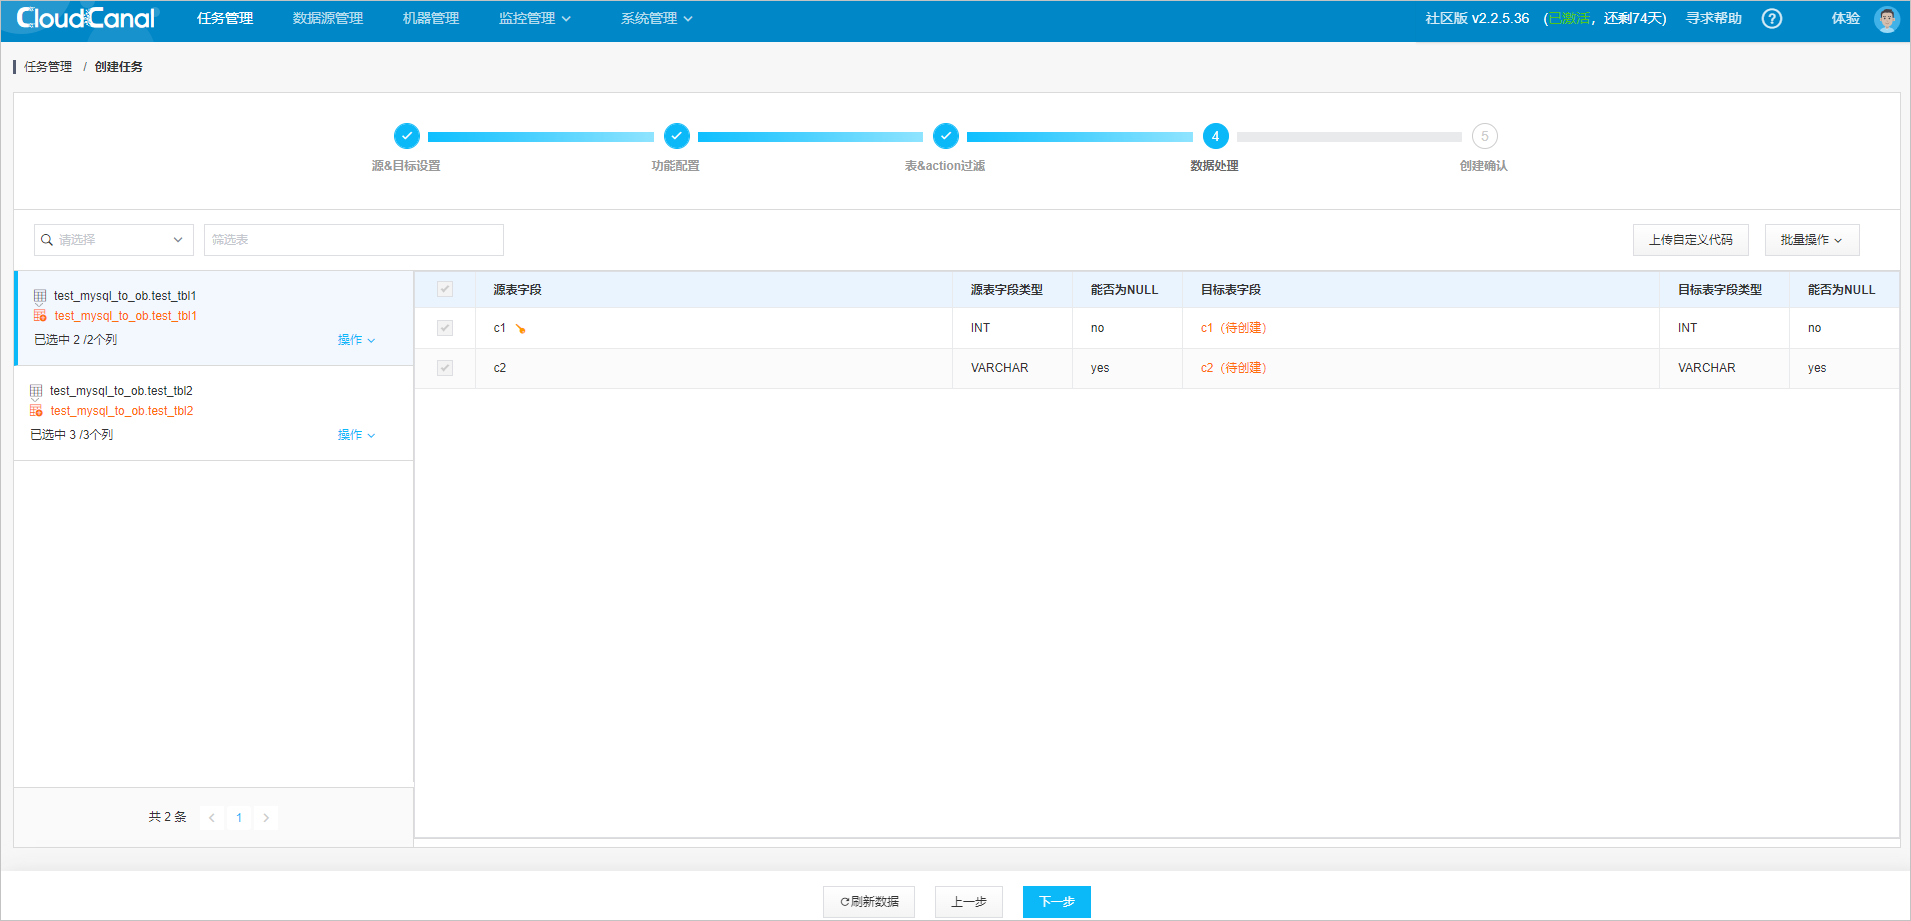 CloudCanal 任务管理 数据源管理 机器管理 监控管理 系统管理 社区版 v2.2.5.36 (已激活，还剩74天) 寻求帮助 ? 体验
任务管理 / 创建任务
4 5
源&目标设置 功能配置 表&action过滤 数据处理 创建确认
请选择 筛选表 上传自定义代码 批量操作
test_mysql_to_ob.test_tbl1
test_mysql_to_ob.test_tbl1
已选中 2 /2个列 操作
test_mysql_to_ob.test_tbl2
test_mysql_to_ob.test_tbl2
已选中 3 /3个列 操作
源表字段 源表字段类型 能否为NULL 目标表字段 目标表字段类型 能否为NULL
c1 INT no c1（待创建） INT no
c2 VARCHAR yes c2（待创建） VARCHAR yes
共 2 条 < 1 >
刷新数据 上一步 下一步